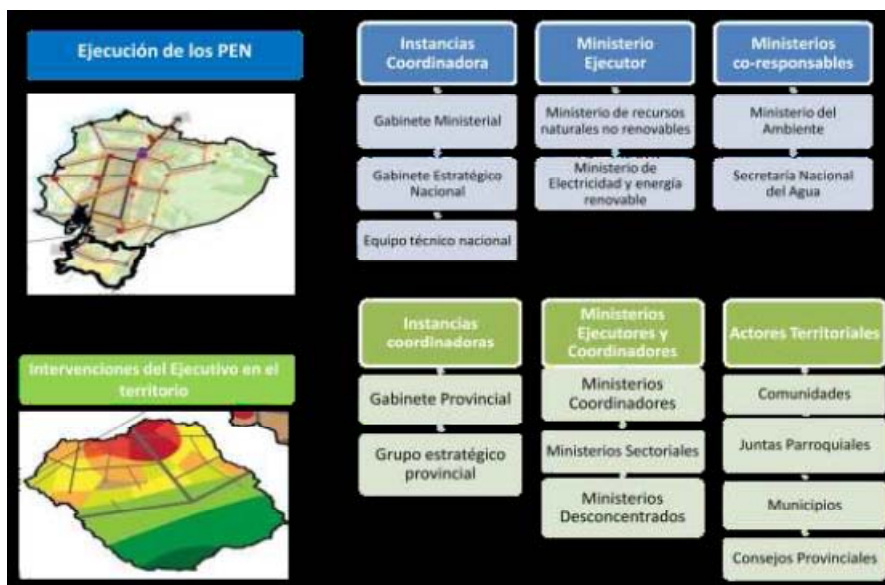 Ejecución de los PEN
Instancias
Coordinadora
Ministerio
Ejecutor
Ministerios
co-responsables
Gabinete Ministerial
Ministerio de recursos
naturales no renovables
Ministerio del
Ambiente
Gabinete Estratégico
Nacional
Ministerio de
Electricidad y energía
renovable
Secretaría Nacional
del Agua
Equipo técnico nacional
Intervenciones del Ejecutivo en el
territorio
Instancias
coordinadoras
Ministerios
Ejecutores y
Coordinadores
Actores Territoriales
Gabinete Provincial
Ministerios
Coordinadores
Comunidades
Grupo estratégico
provincial
Ministerios Sectoriales
Juntas Parroquiales
Ministerios
Desconcentrados
Municipios
Consejos Provinciales